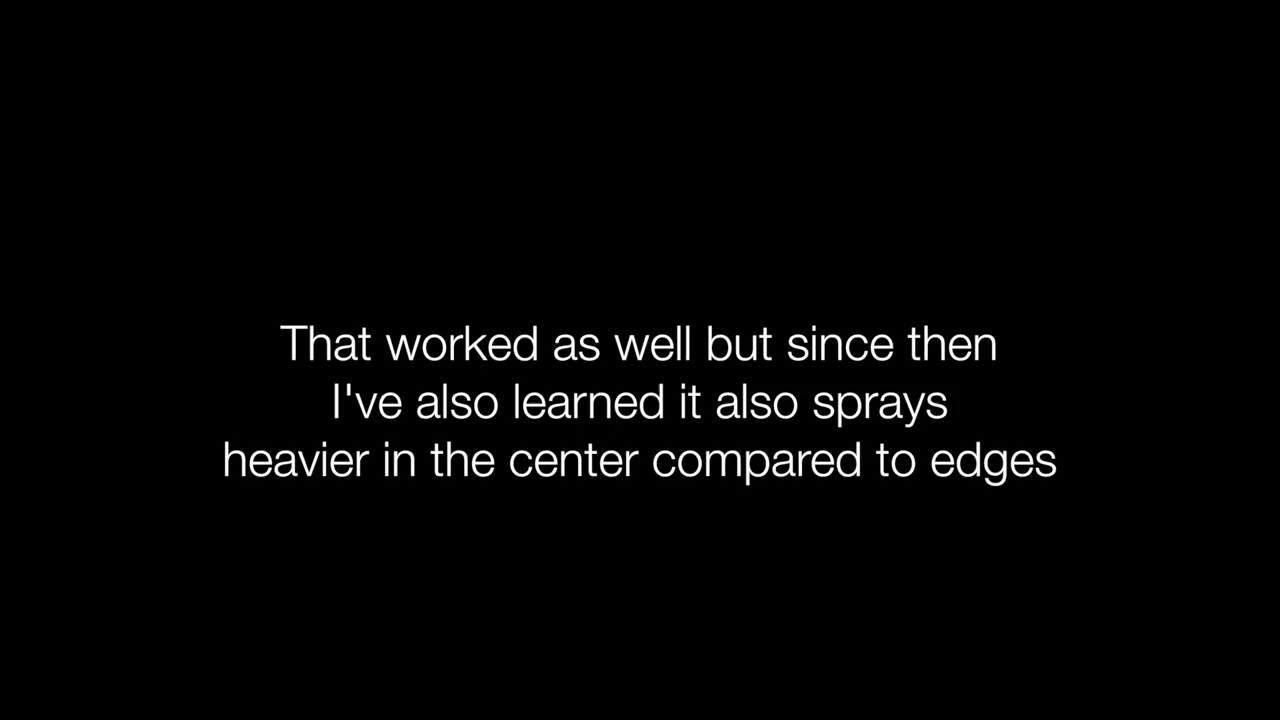 That worked as well but since then
I've also learned it also sprays
heavier in the center compared to edges